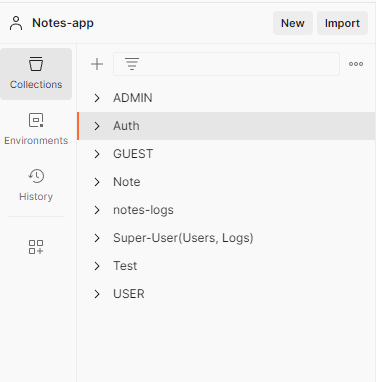 Notes-app
New
Import
Collections
Environments
History
ADMIN
Auth
GUEST
Note
notes-logs
Super-User(Users, Logs)
Test
USER